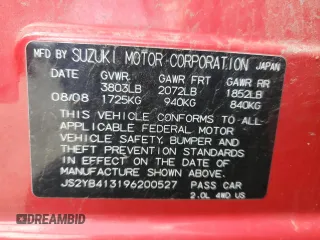 MFD BY SUZUKI MOTOR CORPORATION JAPAN
DATE GVWR GAWR FRT GAWR RR
3803LB 2072LB 1852LB
08/08 1725KG 940KG 840KG
THIS VEHICLE CONFORMS TO ALL
APPLICABLE FEDERAL MOTOR
VEHICLE SAFETY, BUMPER AND
THEFT PREVENTION STANDARDS
IN EFFECT ON THE DATE OF
MANUFACTURE SHOWN ABOVE.
JS2YB413196200527 PASS CAR
2.0L 4WD US
DREAMBID